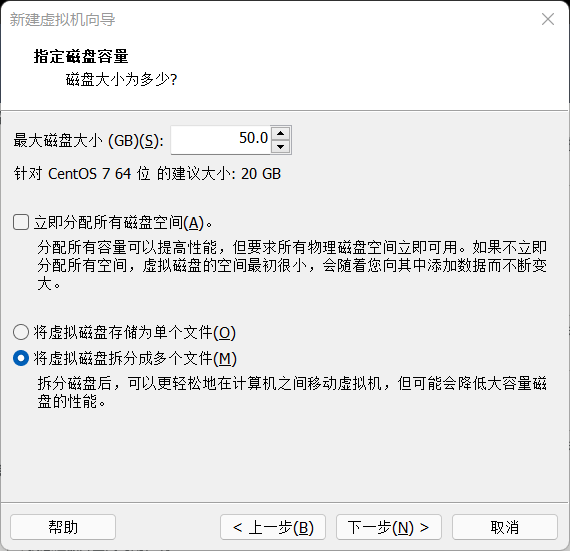 新建虚拟机向导
指定磁盘容量
磁盘大小为多少?
最大磁盘大小 (GB)(S): 50.0
针对 CentOS 7 64 位 的建议大小: 20 GB
立即分配所有磁盘空间(A)。
分配所有容量可以提高性能，但要求所有物理磁盘空间立即可用。如果不立即
分配所有空间，虚拟磁盘的空间最初很小，会随着您向其中添加数据而不断变
大。
将虚拟磁盘存储为单个文件(O)
将虚拟磁盘拆分成多个文件(M)
拆分磁盘后，可以更轻松地在计算机之间移动虚拟机，但可能会降低大容量磁
盘的性能。
帮助 < 上一步(B) 下一步(N) > 取消